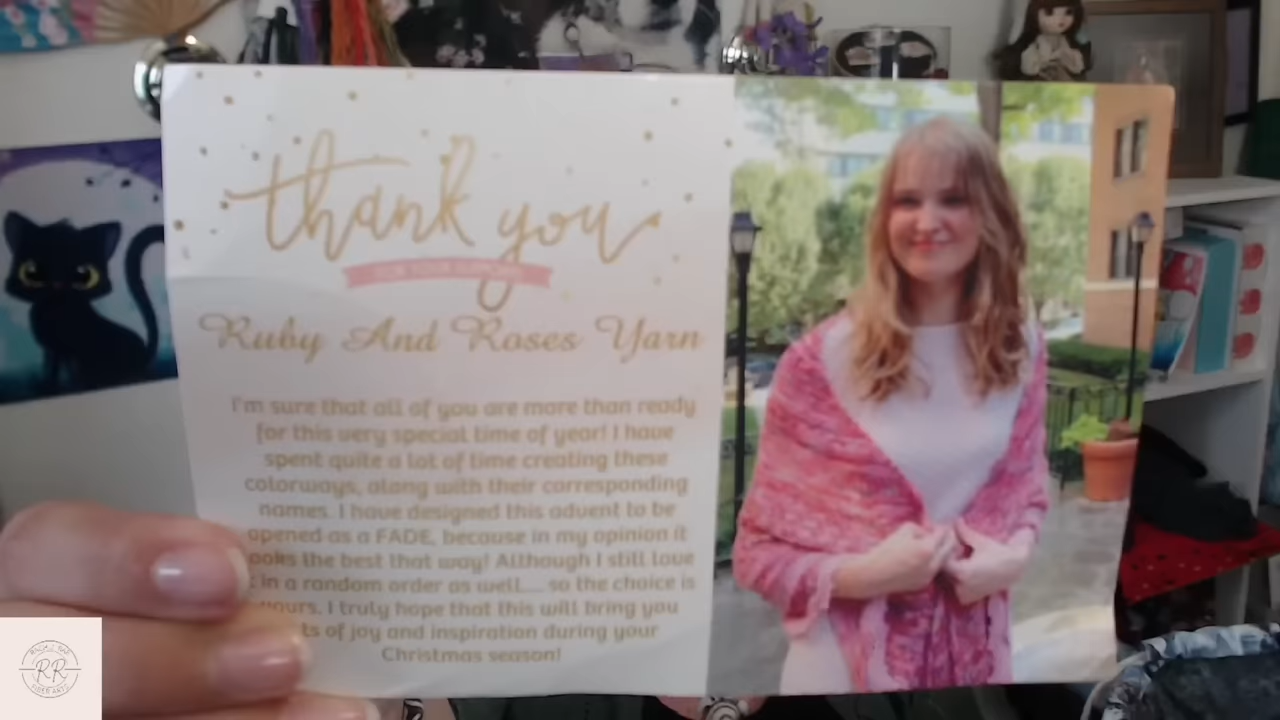 thank you
Ruby And Roses Yarn
I'm sure that all of you are more than ready
for this very special time of year! I have
spent quite a lot of time creating these
colorways, along with their corresponding
names. I have designed this advent to be
opened as a FADE, because in my opinion it
ooks the best that way! Although I still love
in a random order as well.... so the choice is
yours. I truly hope that this will bring you
ts of joy and inspiration during your
Christmas season!
RR